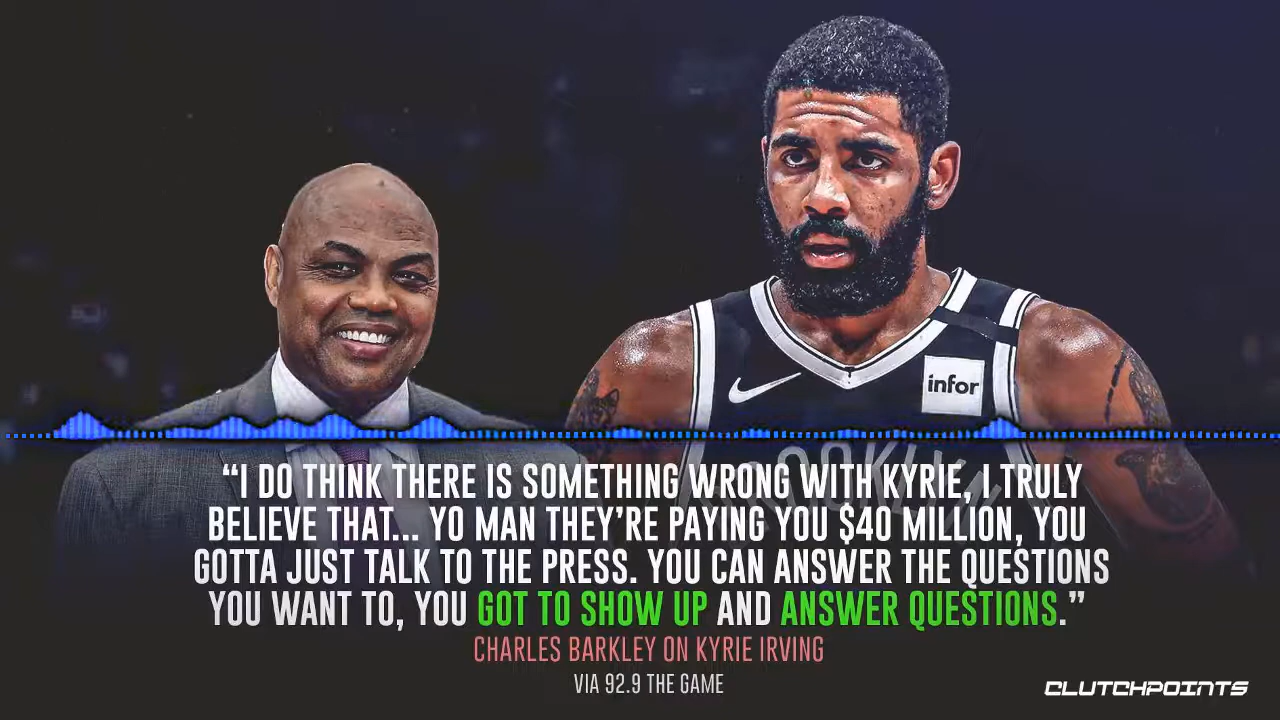 infor
BROOKLYN
“I DO THINK THERE IS SOMETHING WRONG WITH KYRIE, I TRULY
BELIEVE THAT... YO MAN THEY’RE PAYING YOU $40 MILLION, YOU
GOTTA JUST TALK TO THE PRESS. YOU CAN ANSWER THE QUESTIONS
YOU WANT TO, YOU GOT TO SHOW UP AND ANSWER QUESTIONS.”
CHARLES BARKLEY ON KYRIE IRVING
VIA 92.9 THE GAME
CLUTCHPOINTS